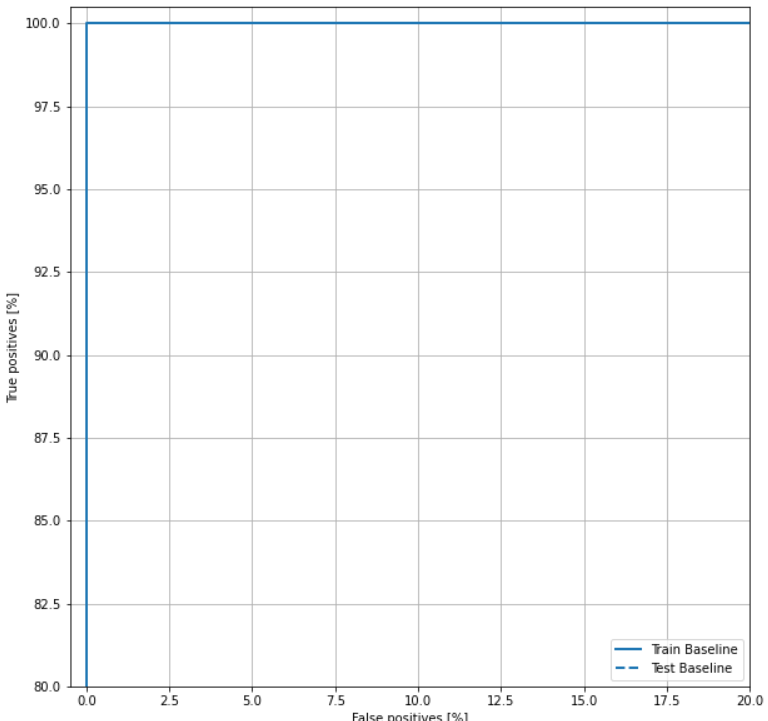 100.0
97.5
95.0
92.5
90.0
87.5
85.0
82.5
80.0
True positives [%]
Train Baseline
Test Baseline
0.0 2.5 5.0 7.5 10.0 12.5 15.0 17.5 20.0
False positives [%]